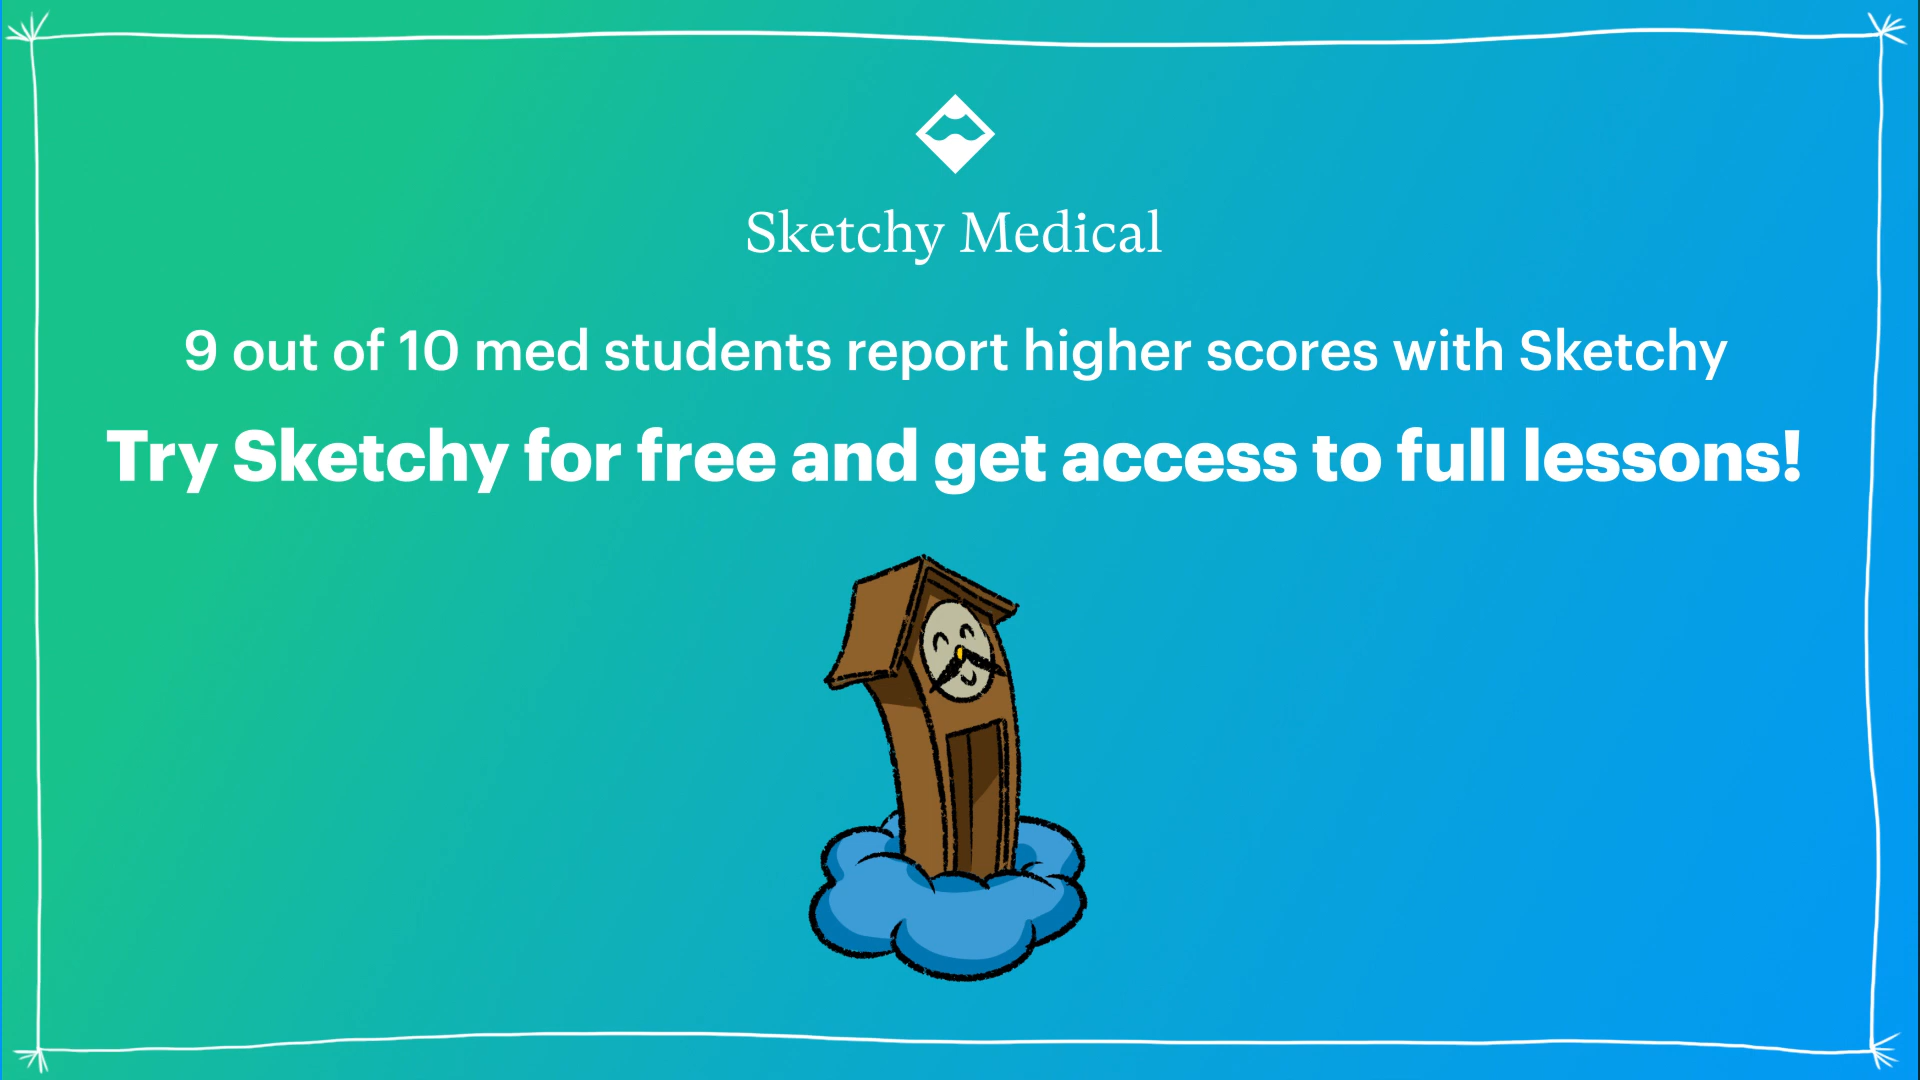 Sketchy Medical
9 out of 10 med students report higher scores with Sketchy
Try Sketchy for free and get access to full lessons!